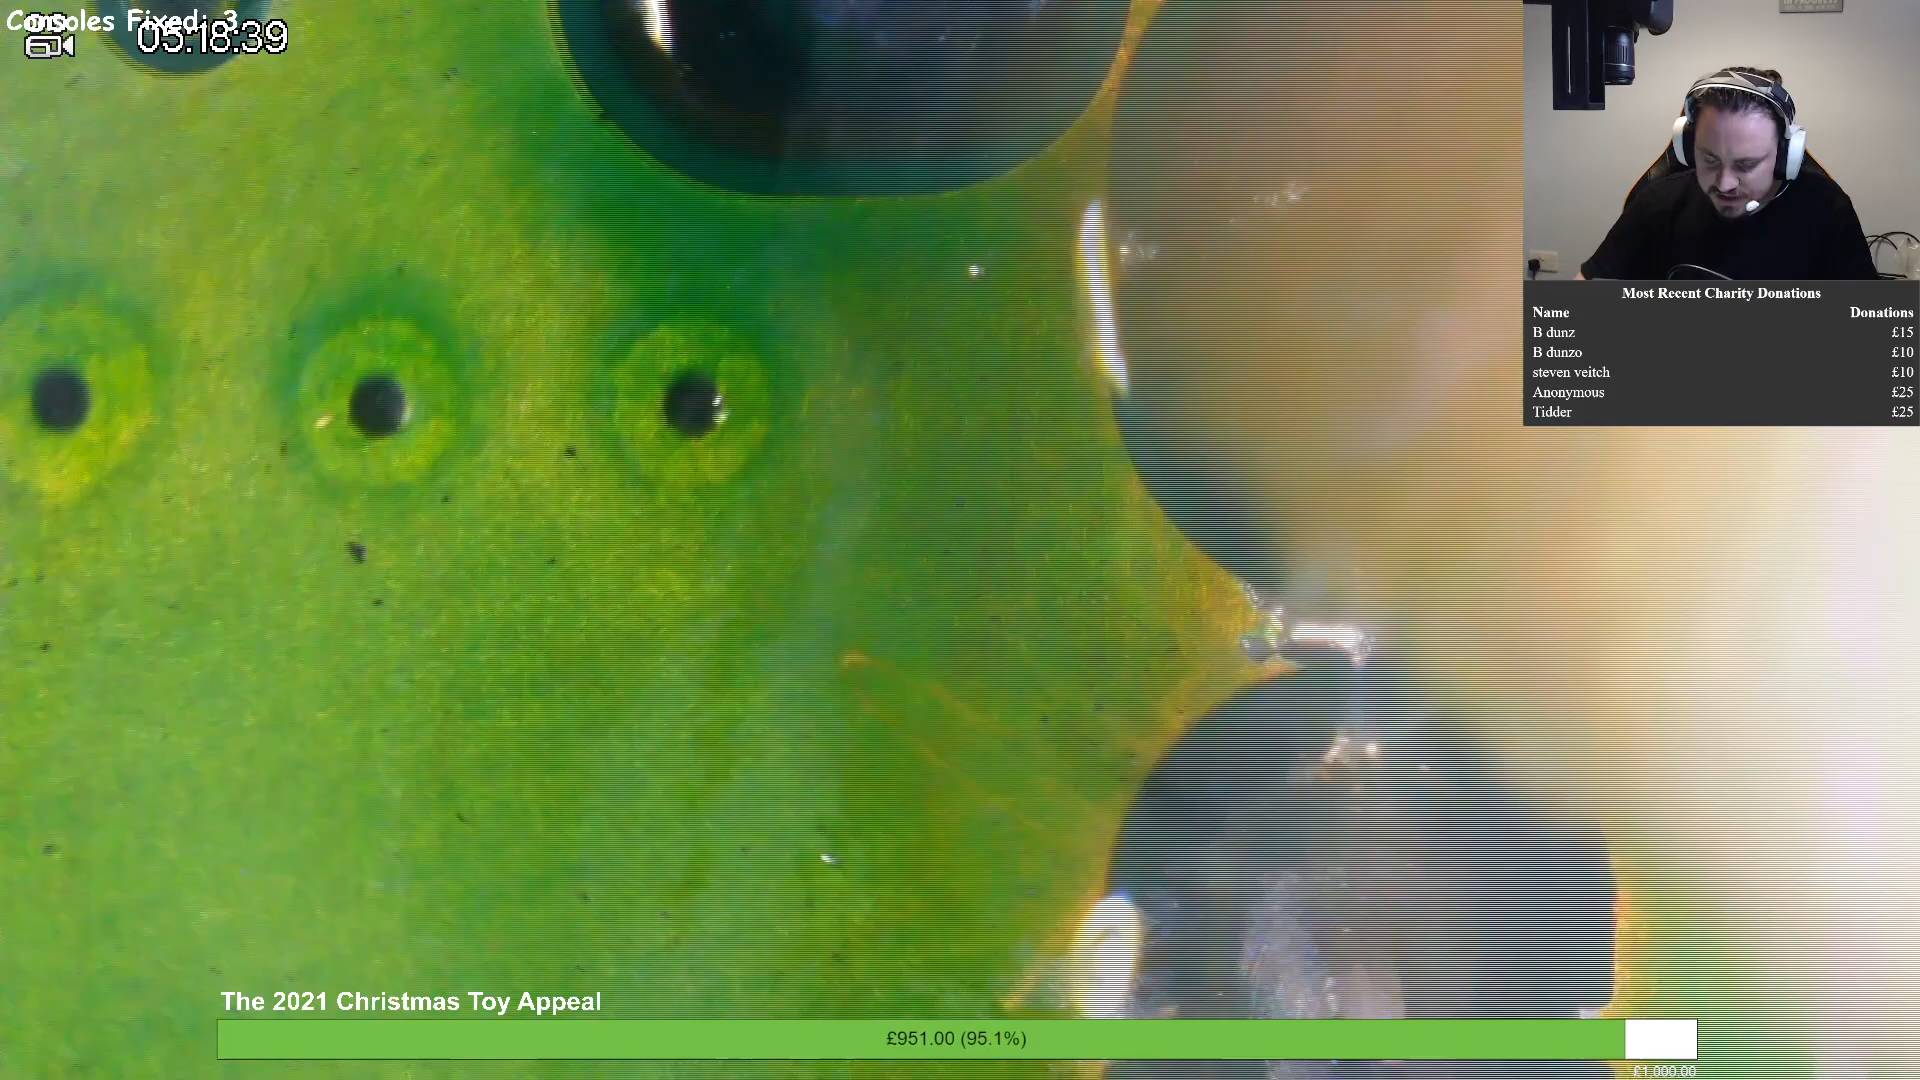 Consoles Fixed: 3
05:18:39
Most Recent Charity Donations
Name Donations
B dunz £15
B dunzo £10
steven veitch £10
Anonymous £25
Tidder £25
The 2021 Christmas Toy Appeal
£951.00 (95.1%)
£1,000.00